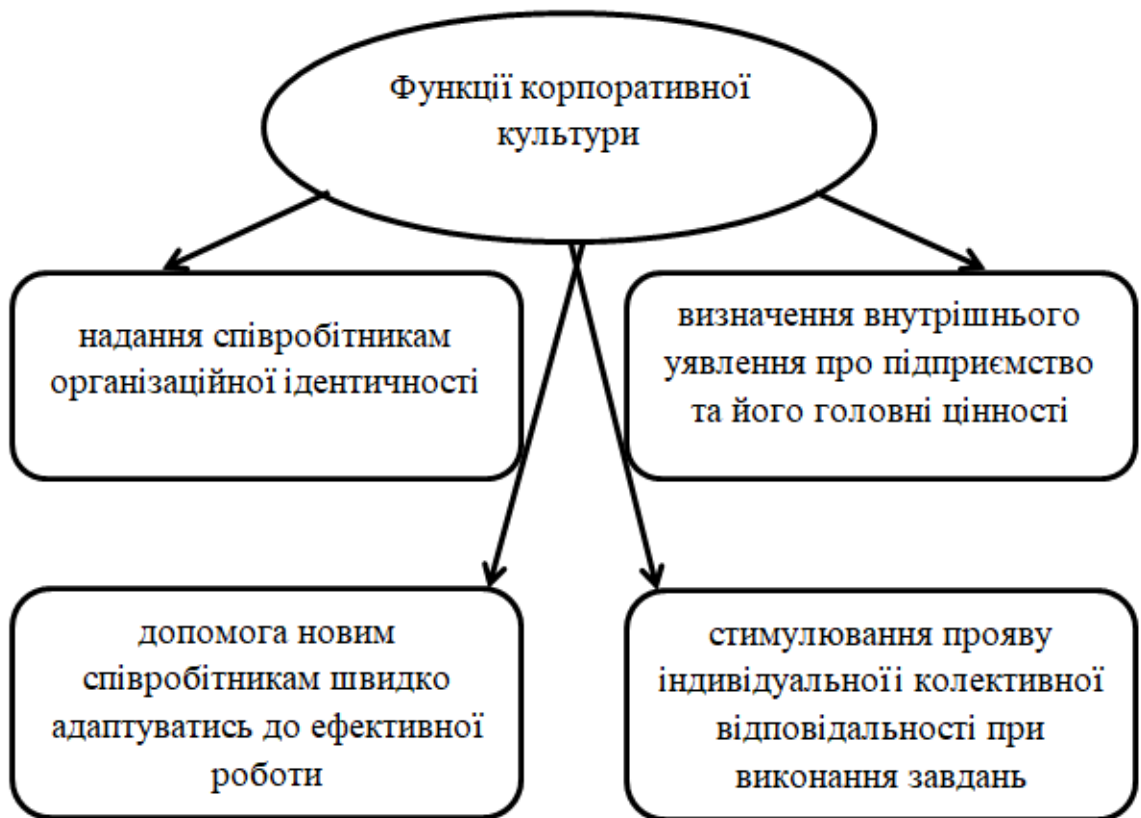 Функції корпоративної
культури
надання співробітникам
організаційної ідентичності
визначення внутрішнього
уявлення про підприємство
та його головні цінності
допомога новим
співробітникам швидко
адаптуватись до ефективної
роботи
стимулювання прояву
індивідуальноїі колективної
відповідальності при
виконання завдань